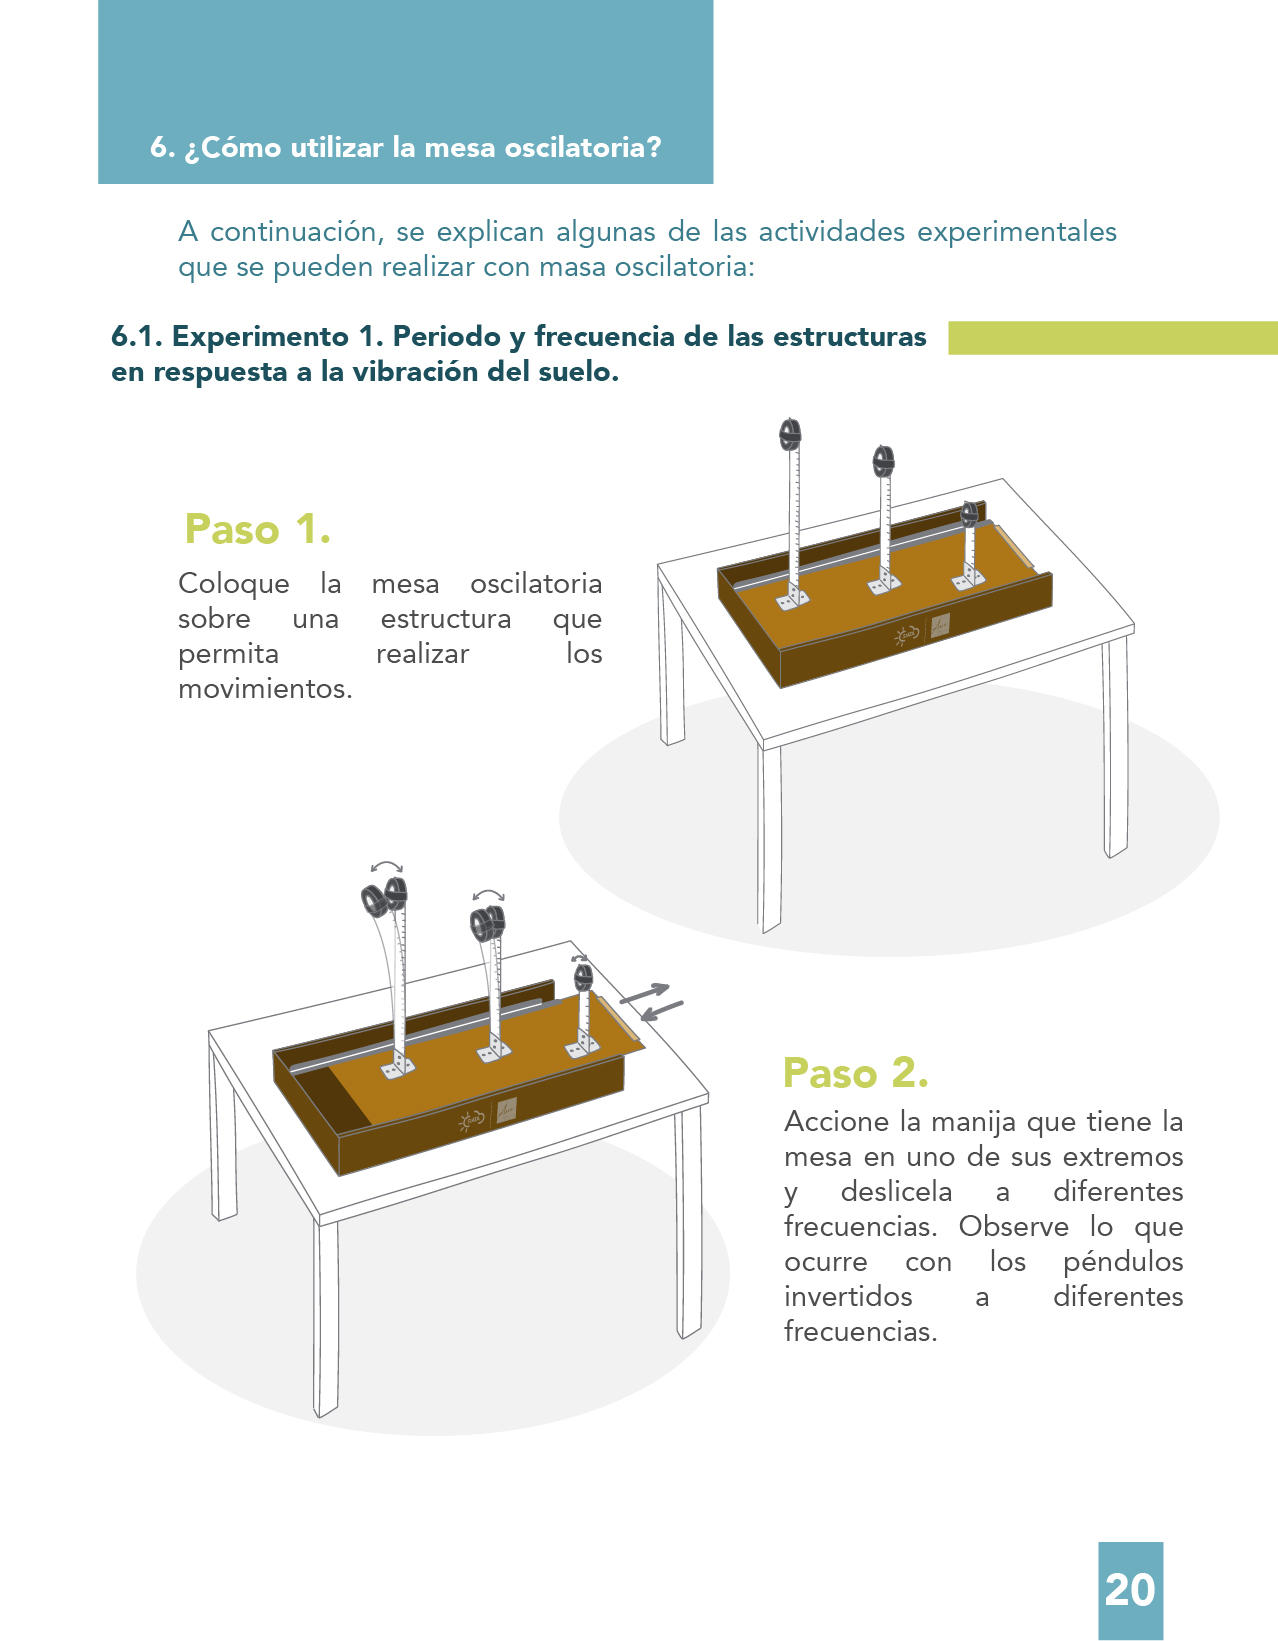 6. ¿Cómo utilizar la mesa oscilatoria?
A continuación, se explican algunas de las actividades experimentales
que se pueden realizar con masa oscilatoria:
6.1. Experimento 1. Periodo y frecuencia de las estructuras
en respuesta a la vibración del suelo.
Paso 1.
Coloque la mesa oscilatoria
sobre una estructura que
permita realizar los
movimientos.
Paso 2.
Accione la manija que tiene la
mesa en uno de sus extremos
y deslicela a diferentes
frecuencias. Observe lo que
ocurre con los péndulos
invertidos a diferentes
frecuencias.
20